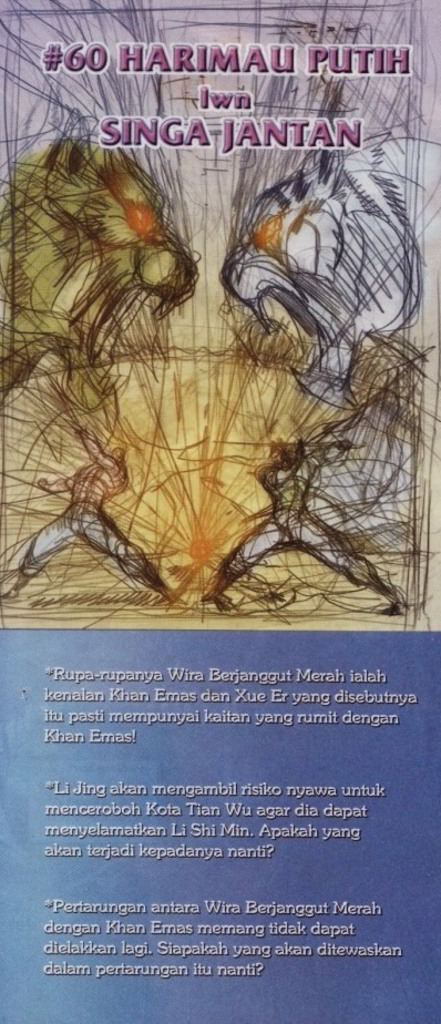 #60 HARIMAU PUTIH
lwn
SINGA JANTAN
*Rupa-rupanya Wira Berjanggut Merah ialah
kenalan Khan Emas dan Xue Er yang disebutnya
itu pasti mempunyai kaitan yang rumit dengan
Khan Emas!
*Li Jing akan mengambil risiko nyawa untuk
menceroboh Kota Tian Wu agar dia dapat
menyelamatkan Li Shi Min. Apakah yang
akan terjadi kepadanya nanti?
*Pertarungan antara Wira Berjanggut Merah
dengan Khan Emas memang tidak dapat
dielakkan lagi. Siapakah yang akan ditewaskan
dalam pertarungan itu nanti?